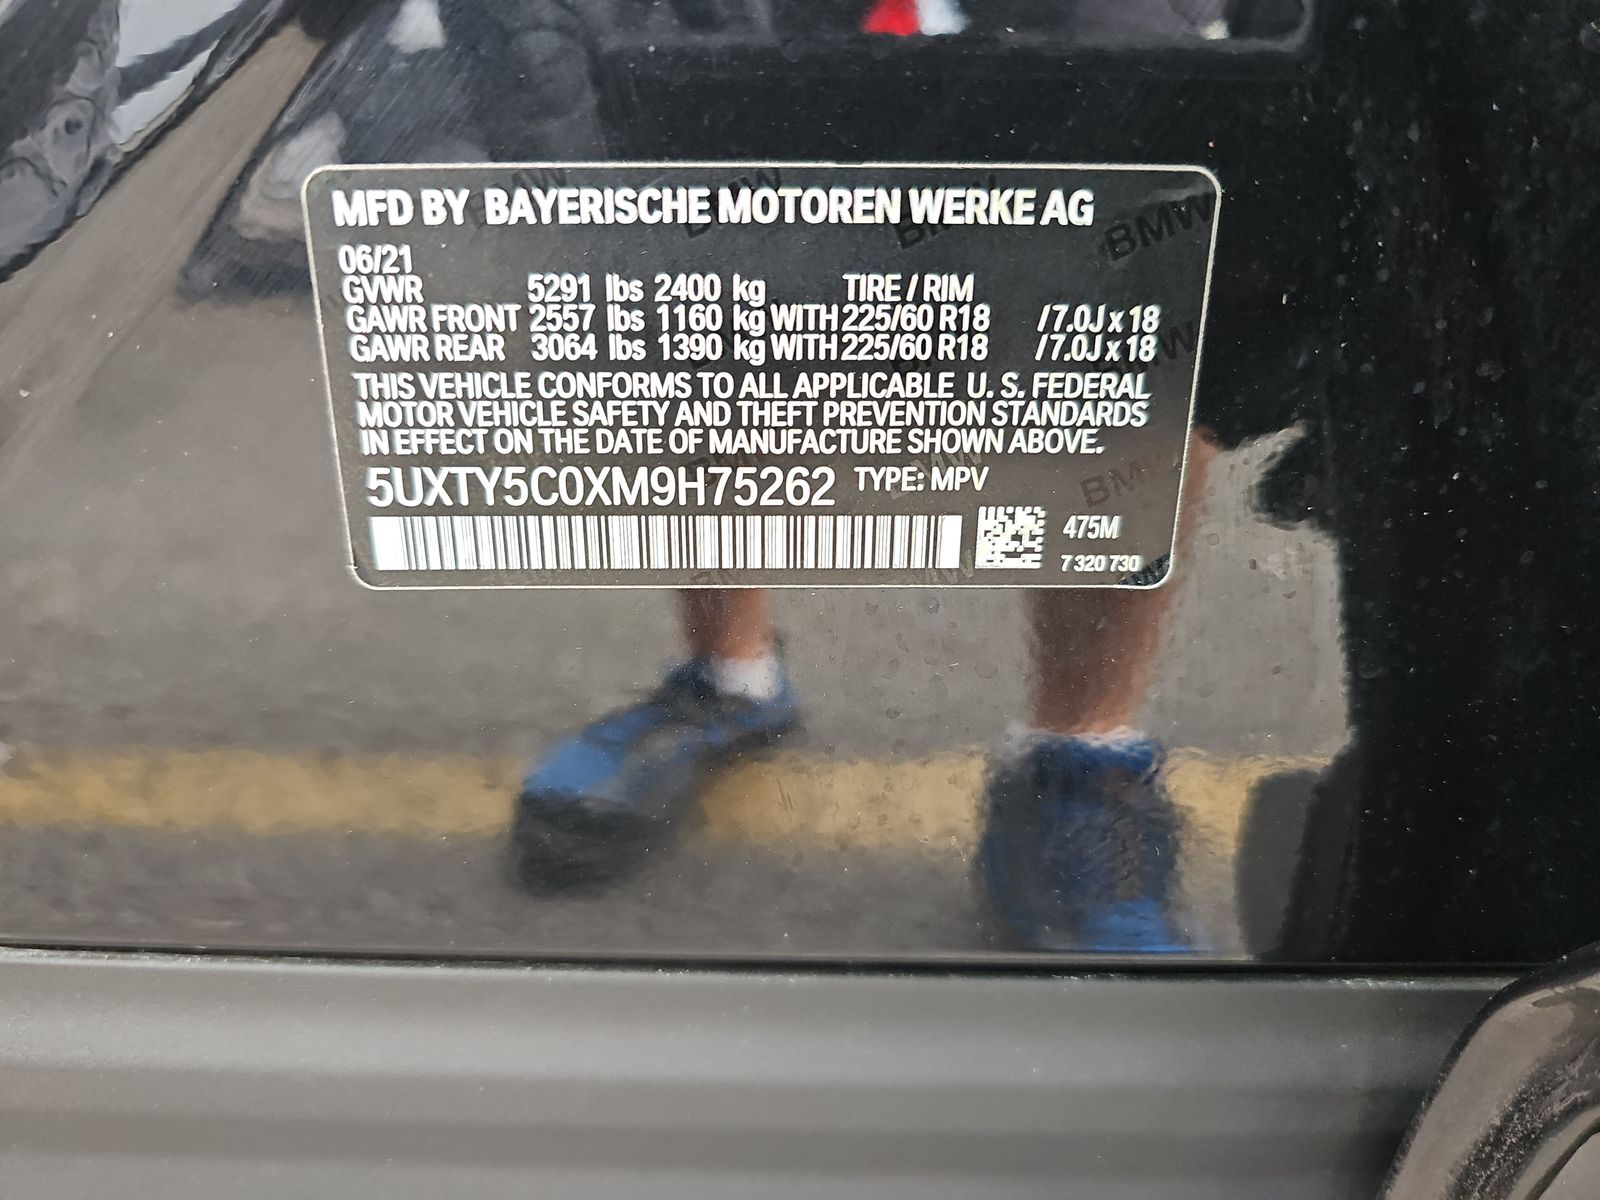 MFD BY BAYERISCHE MOTOREN WERKE AG
06/21
GVWR 5291 lbs 2400 kg TIRE / RIM
GAWR FRONT 2557 lbs 1160 kg WITH 225/60 R18 /7.0J x 18
GAWR REAR 3064 lbs 1390 kg WITH 225/60 R18 /7.0J x 18
THIS VEHICLE CONFORMS TO ALL APPLICABLE U. S. FEDERAL
MOTOR VEHICLE SAFETY AND THEFT PREVENTION STANDARDS
IN EFFECT ON THE DATE OF MANUFACTURE SHOWN ABOVE.
5UXTY5C0XM9H75262 TYPE: MPV
475M
7 320 730
BMW